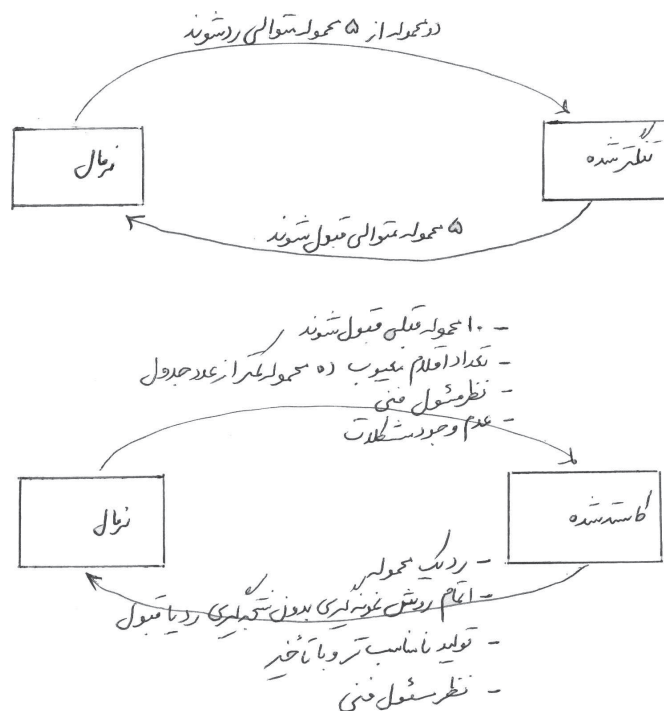 دو محموله از ۵ محموله متوالی رد شوند
نرمال
تنگتر شده
۵ محموله متوالی قبول شوند
- ۱۰ محموله قبلی قبول شوند
- تعداد اقلام معیوب ده محموله کمتر از عدد جدول
- نظر مسئول فنی
- عدم وجود مشکلات
نرمال
کاسته شده
- رد یک محموله
- اتمام روش نمونه گیری بدون نتیجه گیری رد یا قبول
- تولید نامناسب تر و با تأخیر
- نظر مسئول فنی